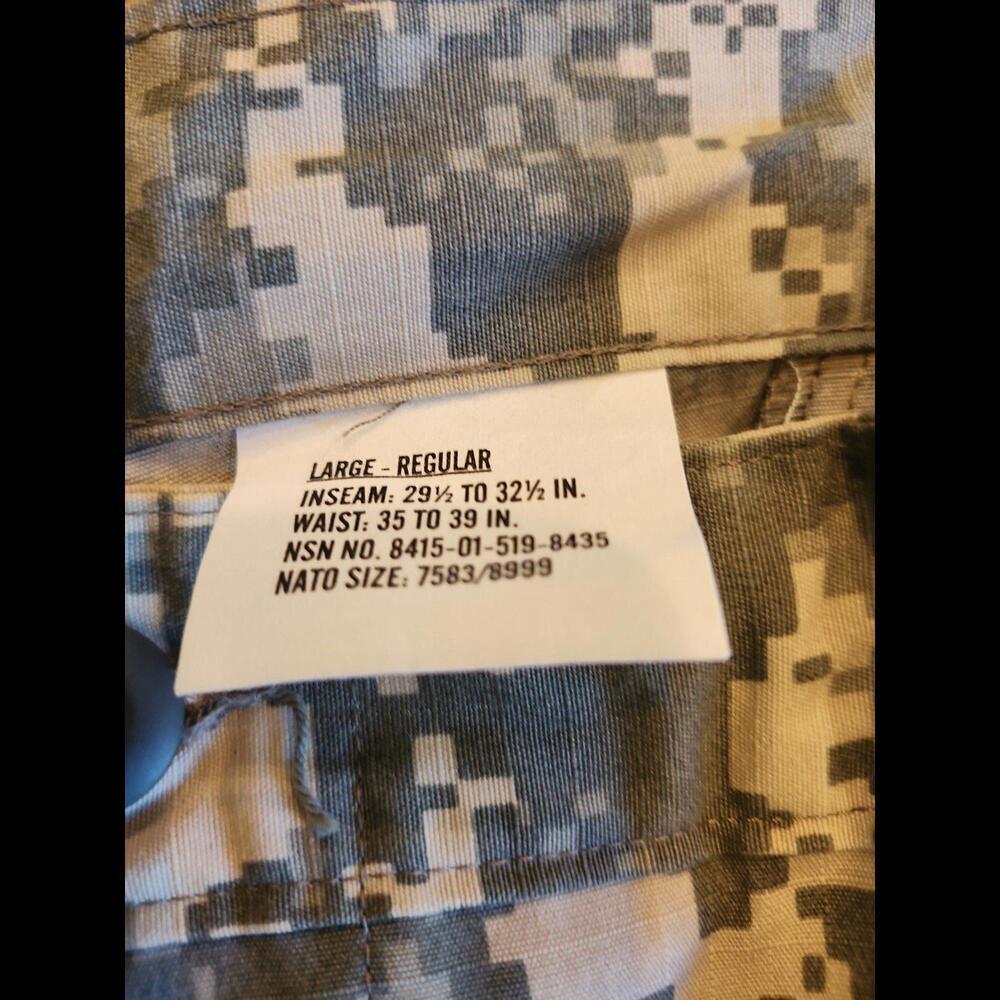 LARGE - REGULAR
INSEAM: 29½ TO 32½ IN.
WAIST: 35 TO 39 IN.
NSN NO. 8415-01-519-8435
NATO SIZE: 7583/8999